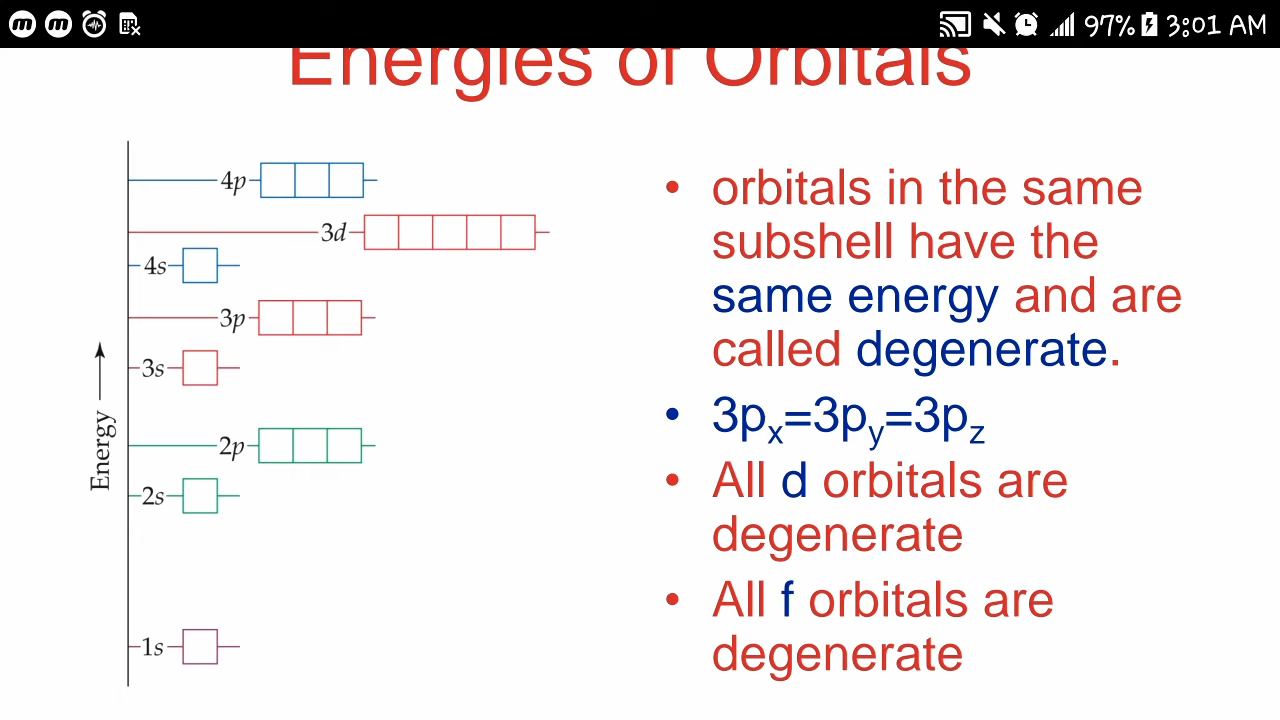 97% 3:01 AM
Energies of Orbitals
4p
3d
4s
3p
3s
2p
2s
1s
Energy
• orbitals in the same
subshell have the
same energy and are
called degenerate.
• 3px=3py=3pz
• All d orbitals are
degenerate
• All f orbitals are
degenerate